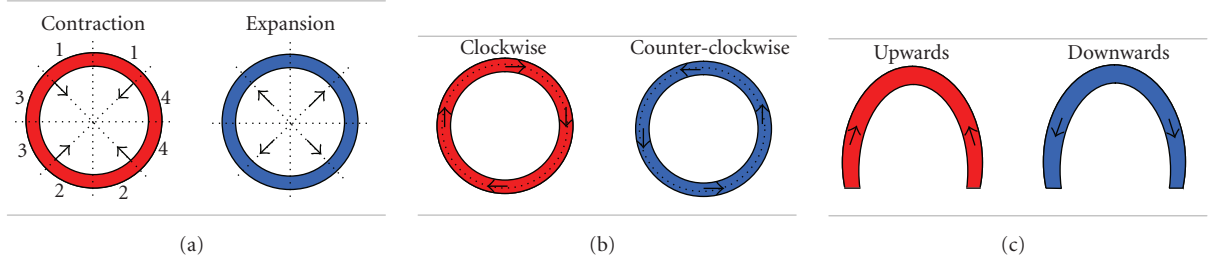 Contraction
Expansion
1 1
3 4
3 4
2 2
(a)
Clockwise
Counter-clockwise
(b)
Upwards
Downwards
(c)